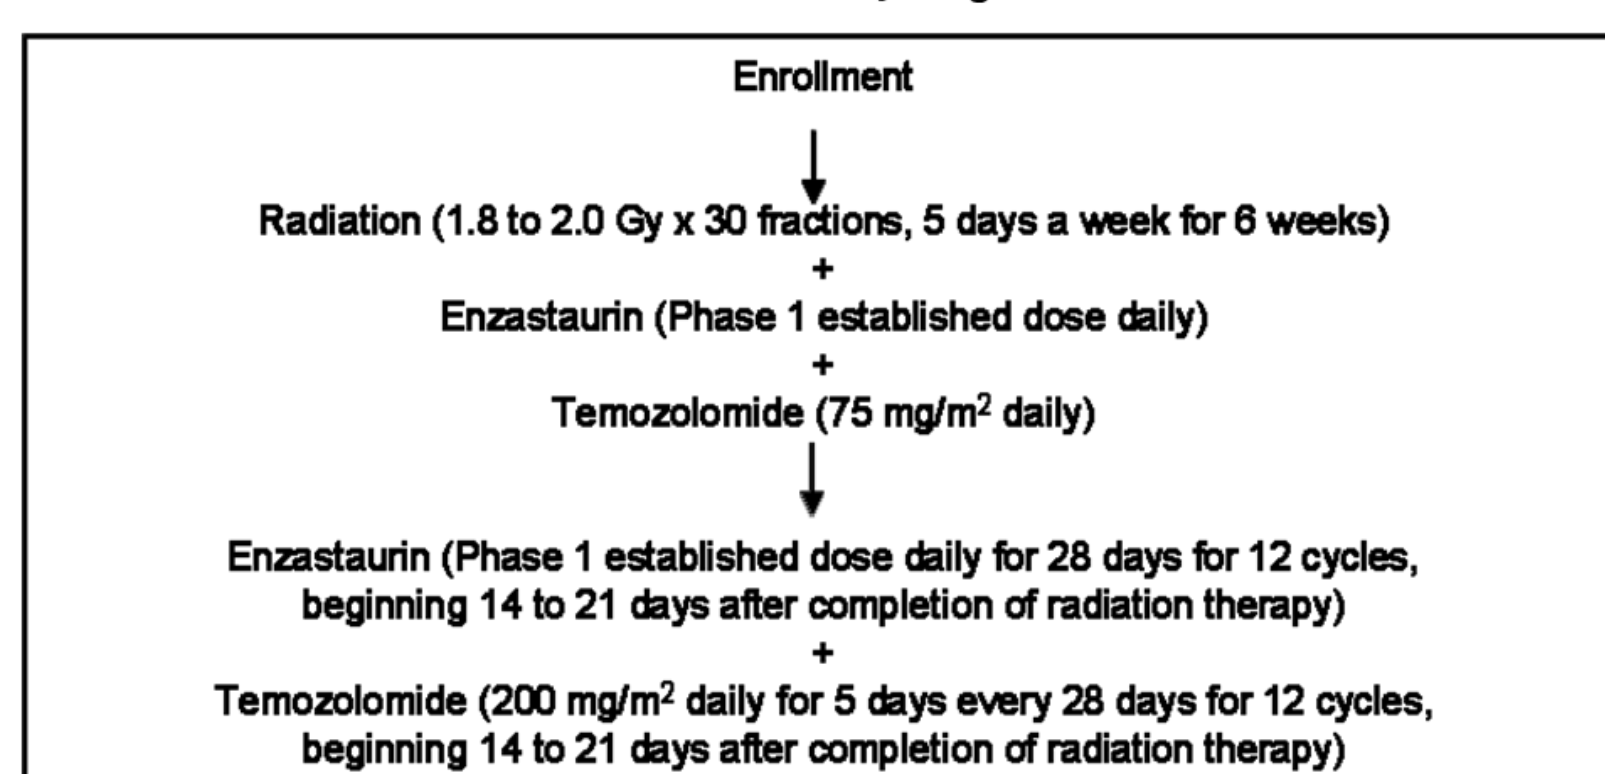 Enrollment
Radiation (1.8 to 2.0 Gy x 30 fractions, 5 days a week for 6 weeks)
+
Enzastaurin (Phase 1 established dose daily)
+
Temozolomide (75 mg/m² daily)
Enzastaurin (Phase 1 established dose daily for 28 days for 12 cycles,
beginning 14 to 21 days after completion of radiation therapy)
+
Temozolomide (200 mg/m² daily for 5 days every 28 days for 12 cycles,
beginning 14 to 21 days after completion of radiation therapy)